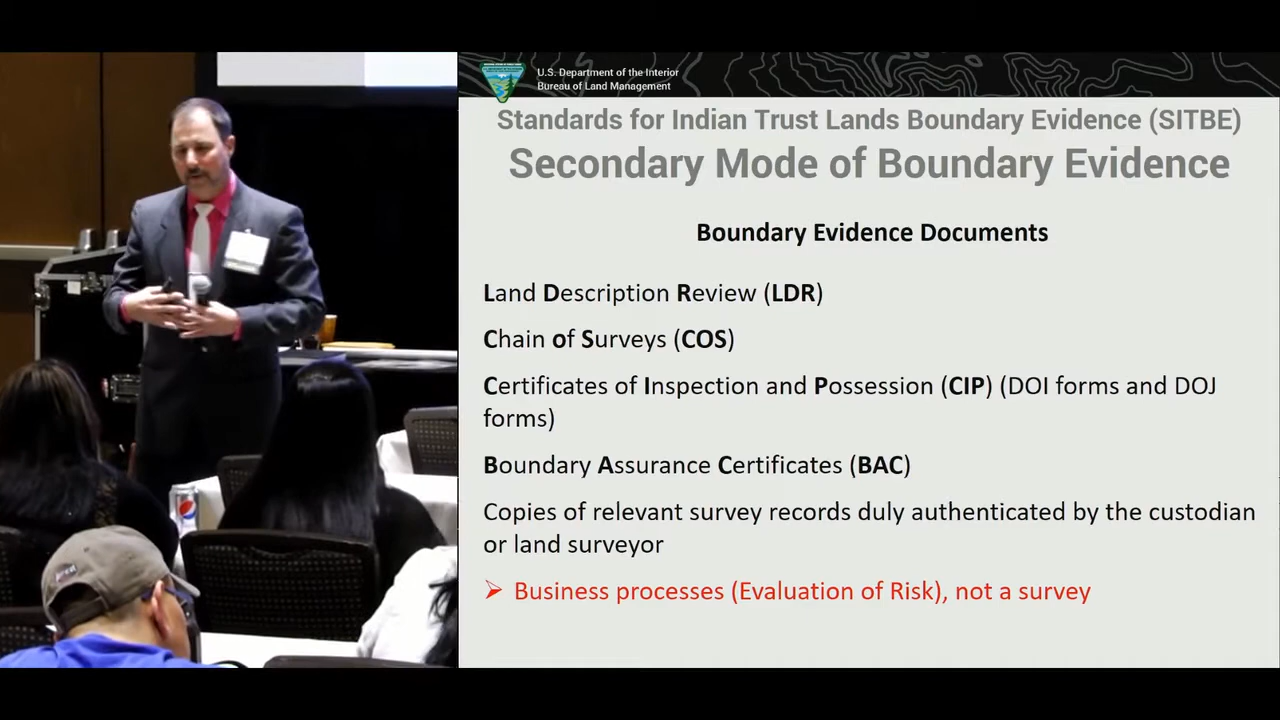 U.S. Department of the Interior
Bureau of Land Management
Standards for Indian Trust Lands Boundary Evidence (SITBE)
Secondary Mode of Boundary Evidence
Boundary Evidence Documents
Land Description Review (LDR)
Chain of Surveys (COS)
Certificates of Inspection and Possession (CIP) (DOI forms and DOJ
forms)
Boundary Assurance Certificates (BAC)
Copies of relevant survey records duly authenticated by the custodian
or land surveyor
➢ Business processes (Evaluation of Risk), not a survey